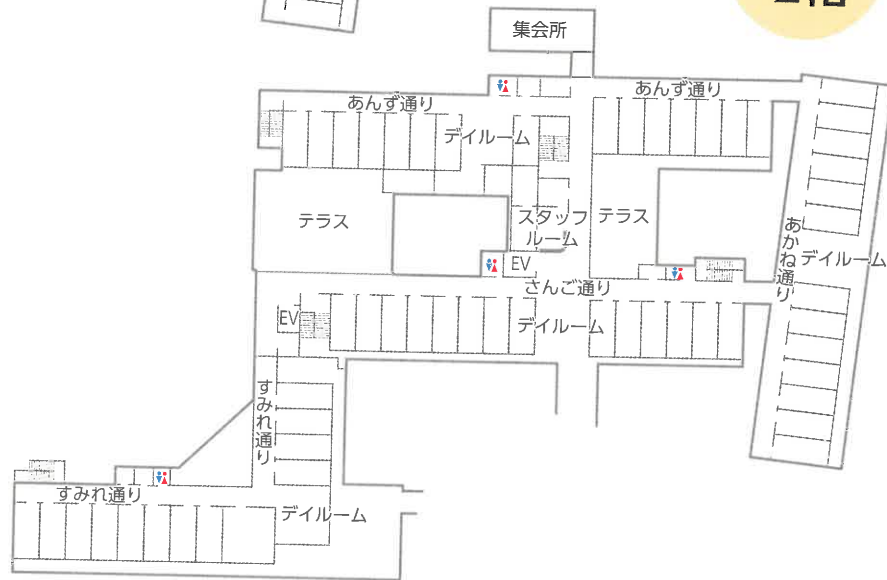 集会所
あんず通り
あんず通り
デイルーム
テラス
スタッフ
ルーム
テラス
あかね通り
デイルーム
EV
さんご通り
EV
デイルーム
すみれ通り
すみれ通り
デイルーム